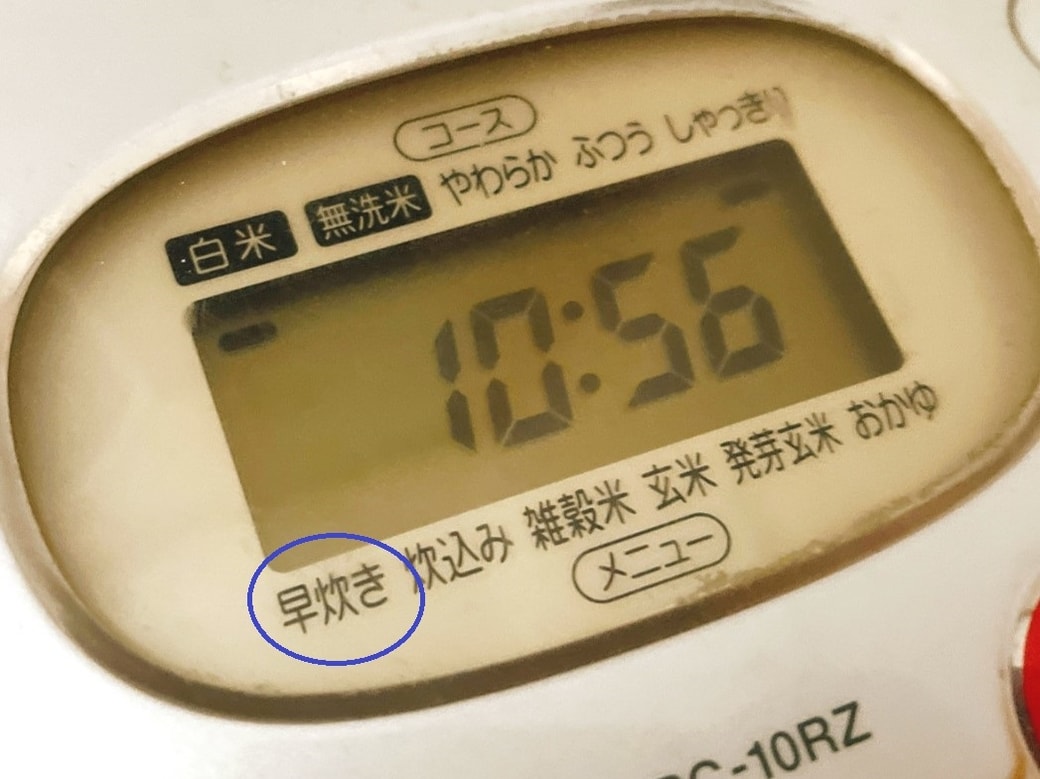 コース
白米 無洗米 やわらか ふつう しゃっきり
10:56
早炊き 炊込み 雑穀米 玄米 発芽玄米 おかゆ
メニュー
-10RZ